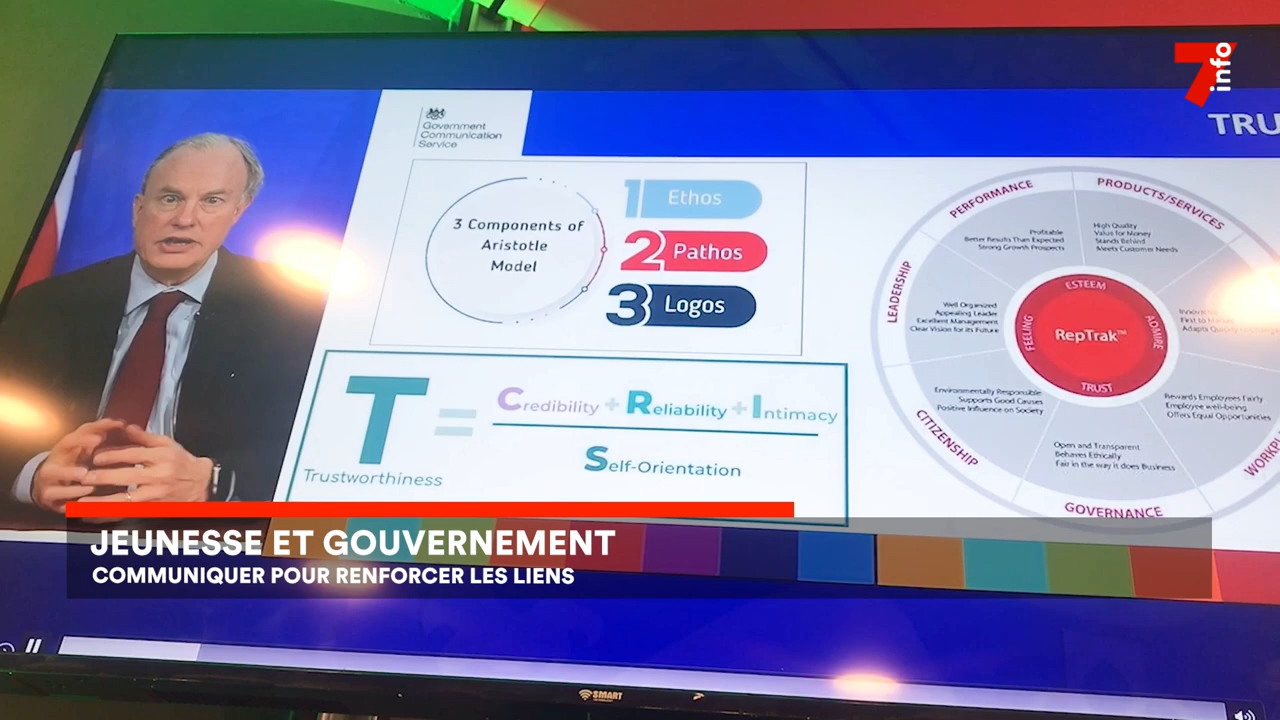 7 info
TRU
Government
Communication
Service
3 Components of
Aristotle
Model
1 Ethos
2 Pathos
3 Logos
T = Credibility + Reliability + Intimacy
Self-Orientation
Trustworthiness
PERFORMANCE
Profitable
Better Results Than Expected
Strong Growth Prospects
PRODUCTS/SERVICES
High Quality
Value for Money
Stands Behind
Meets Customer Needs
LEADERSHIP
Well Organized
Appealing Leader
Excellent Management
Clear Vision for its Future
First to
Adapts
ESTEEM
ADMIRE
TRUST
FEELING
RepTrak™
CITIZENSHIP
Environmentally Responsible
Supports Good Causes
Positive Influence on Society
GOVERNANCE
Open and Transparent
Behaves Ethically
Fair in the way it does Business
WORKPL
Rewards Employees Fairly
Employee well-being
Offers Equal Opportunities
JEUNESSE ET GOUVERNEMENT
COMMUNIQUER POUR RENFORCER LES LIENS
SMART